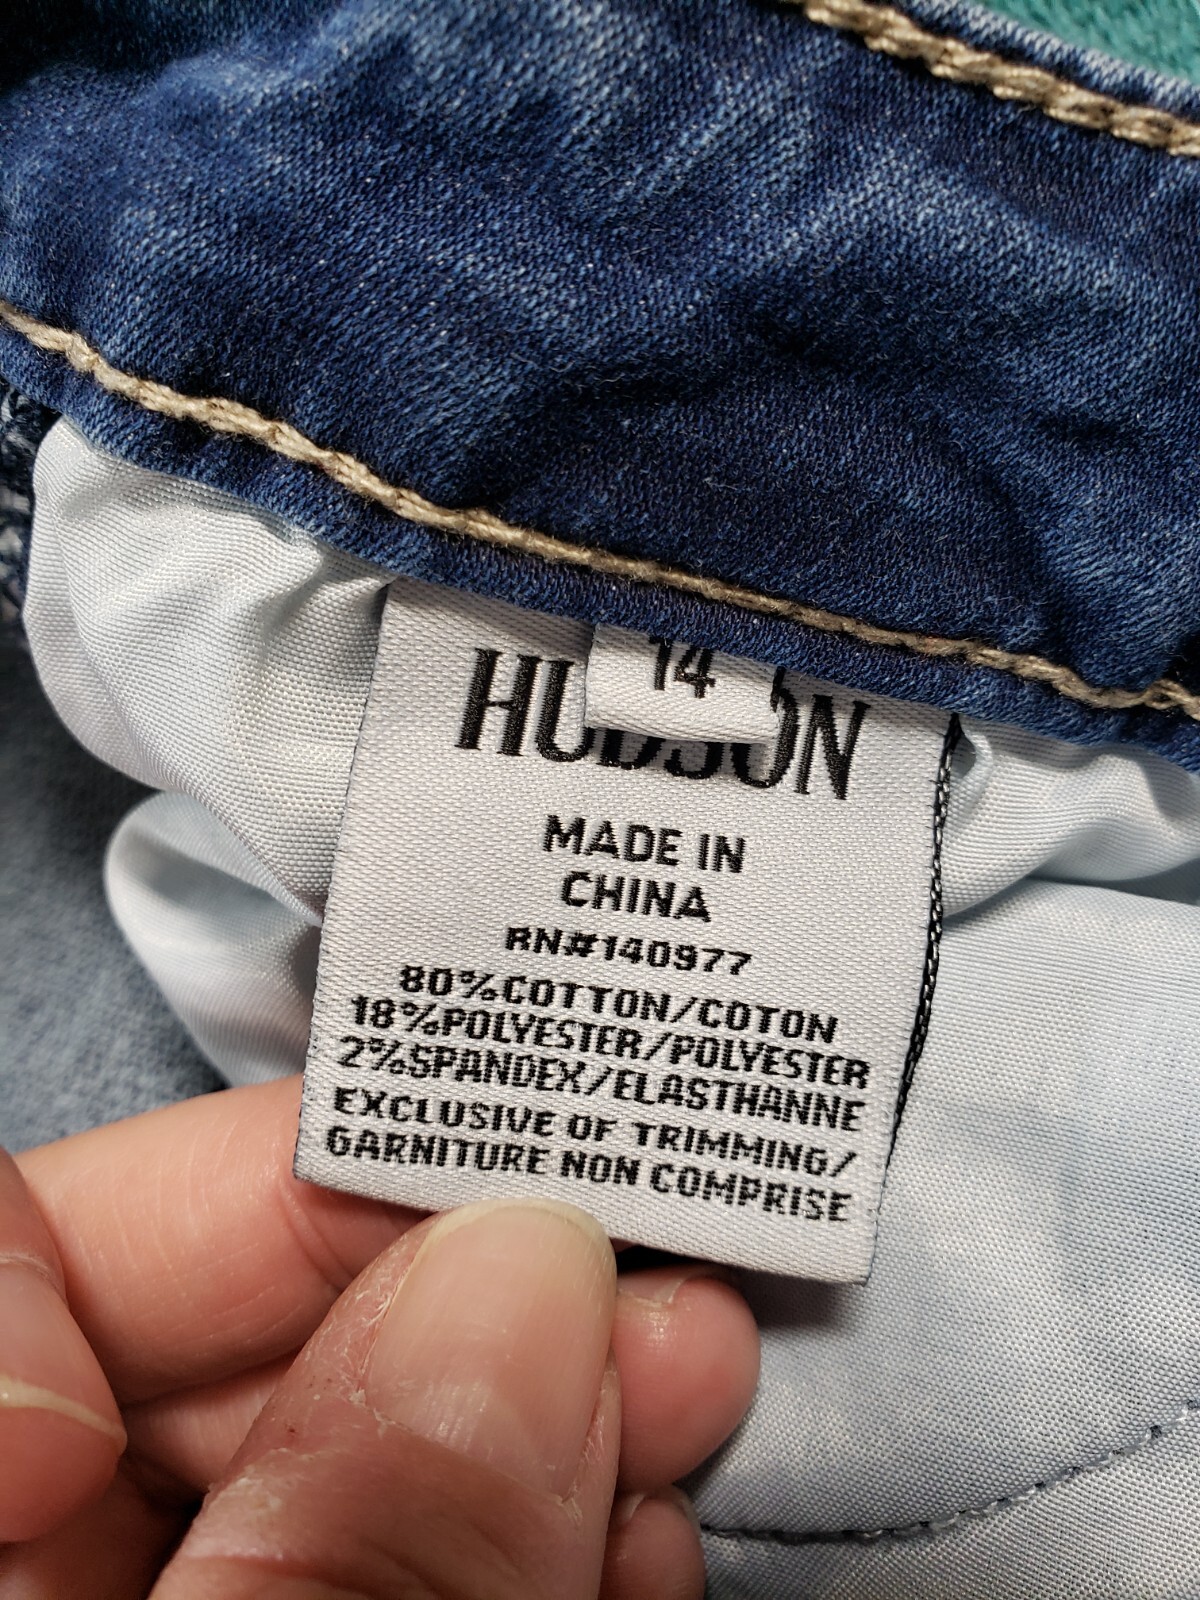 14
HUDSON
MADE IN
CHINA
RN#140977
80%COTTON/COTON
18%POLYESTER/POLYESTER
2%SPANDEX/ELASTHANNE
EXCLUSIVE OF TRIMMING/
GARNITURE NON COMPRISE